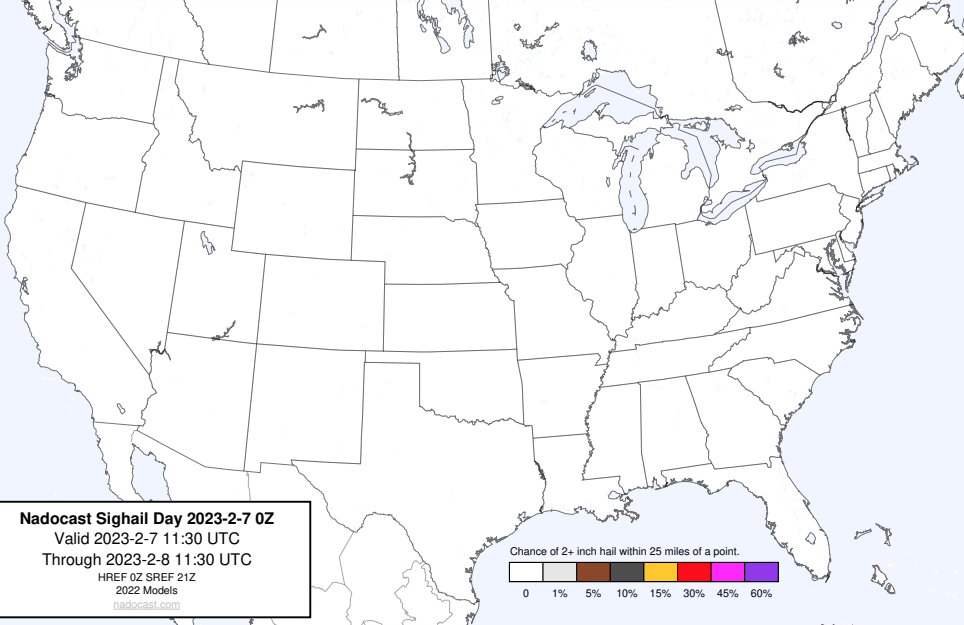 Nadocast Sighail Day 2023-2-7 0Z
Valid 2023-2-7 11:30 UTC
Through 2023-2-8 11:30 UTC
HREF 0Z SREF 21Z
2022 Models
nadocast.com
Chance of 2+ inch hail within 25 miles of a point.
0 1% 5% 10% 15% 30% 45% 60%